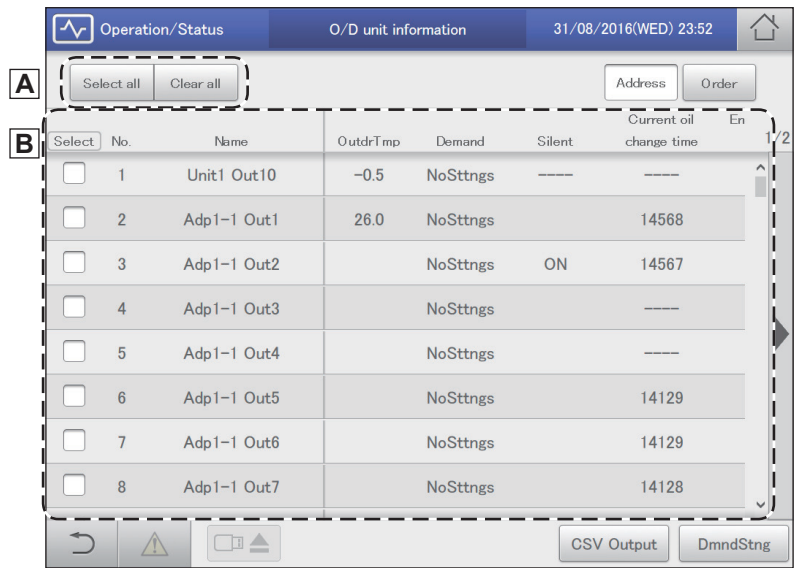 Operation/Status O/D unit information 31/08/2016(WED) 23:52
A Select all Clear all Address Order
B Select No. Name OutdrTmp Demand Silent Current oil change time En 1/2
1 Unit1 Out10 -0.5 NoSttngs ---- ----
2 Adp1-1 Out1 26.0 NoSttngs 14568
3 Adp1-1 Out2 NoSttngs ON 14567
4 Adp1-1 Out3 NoSttngs ----
5 Adp1-1 Out4 NoSttngs ----
6 Adp1-1 Out5 NoSttngs 14129
7 Adp1-1 Out6 NoSttngs 14129
8 Adp1-1 Out7 NoSttngs 14128
CSV Output DmndStng